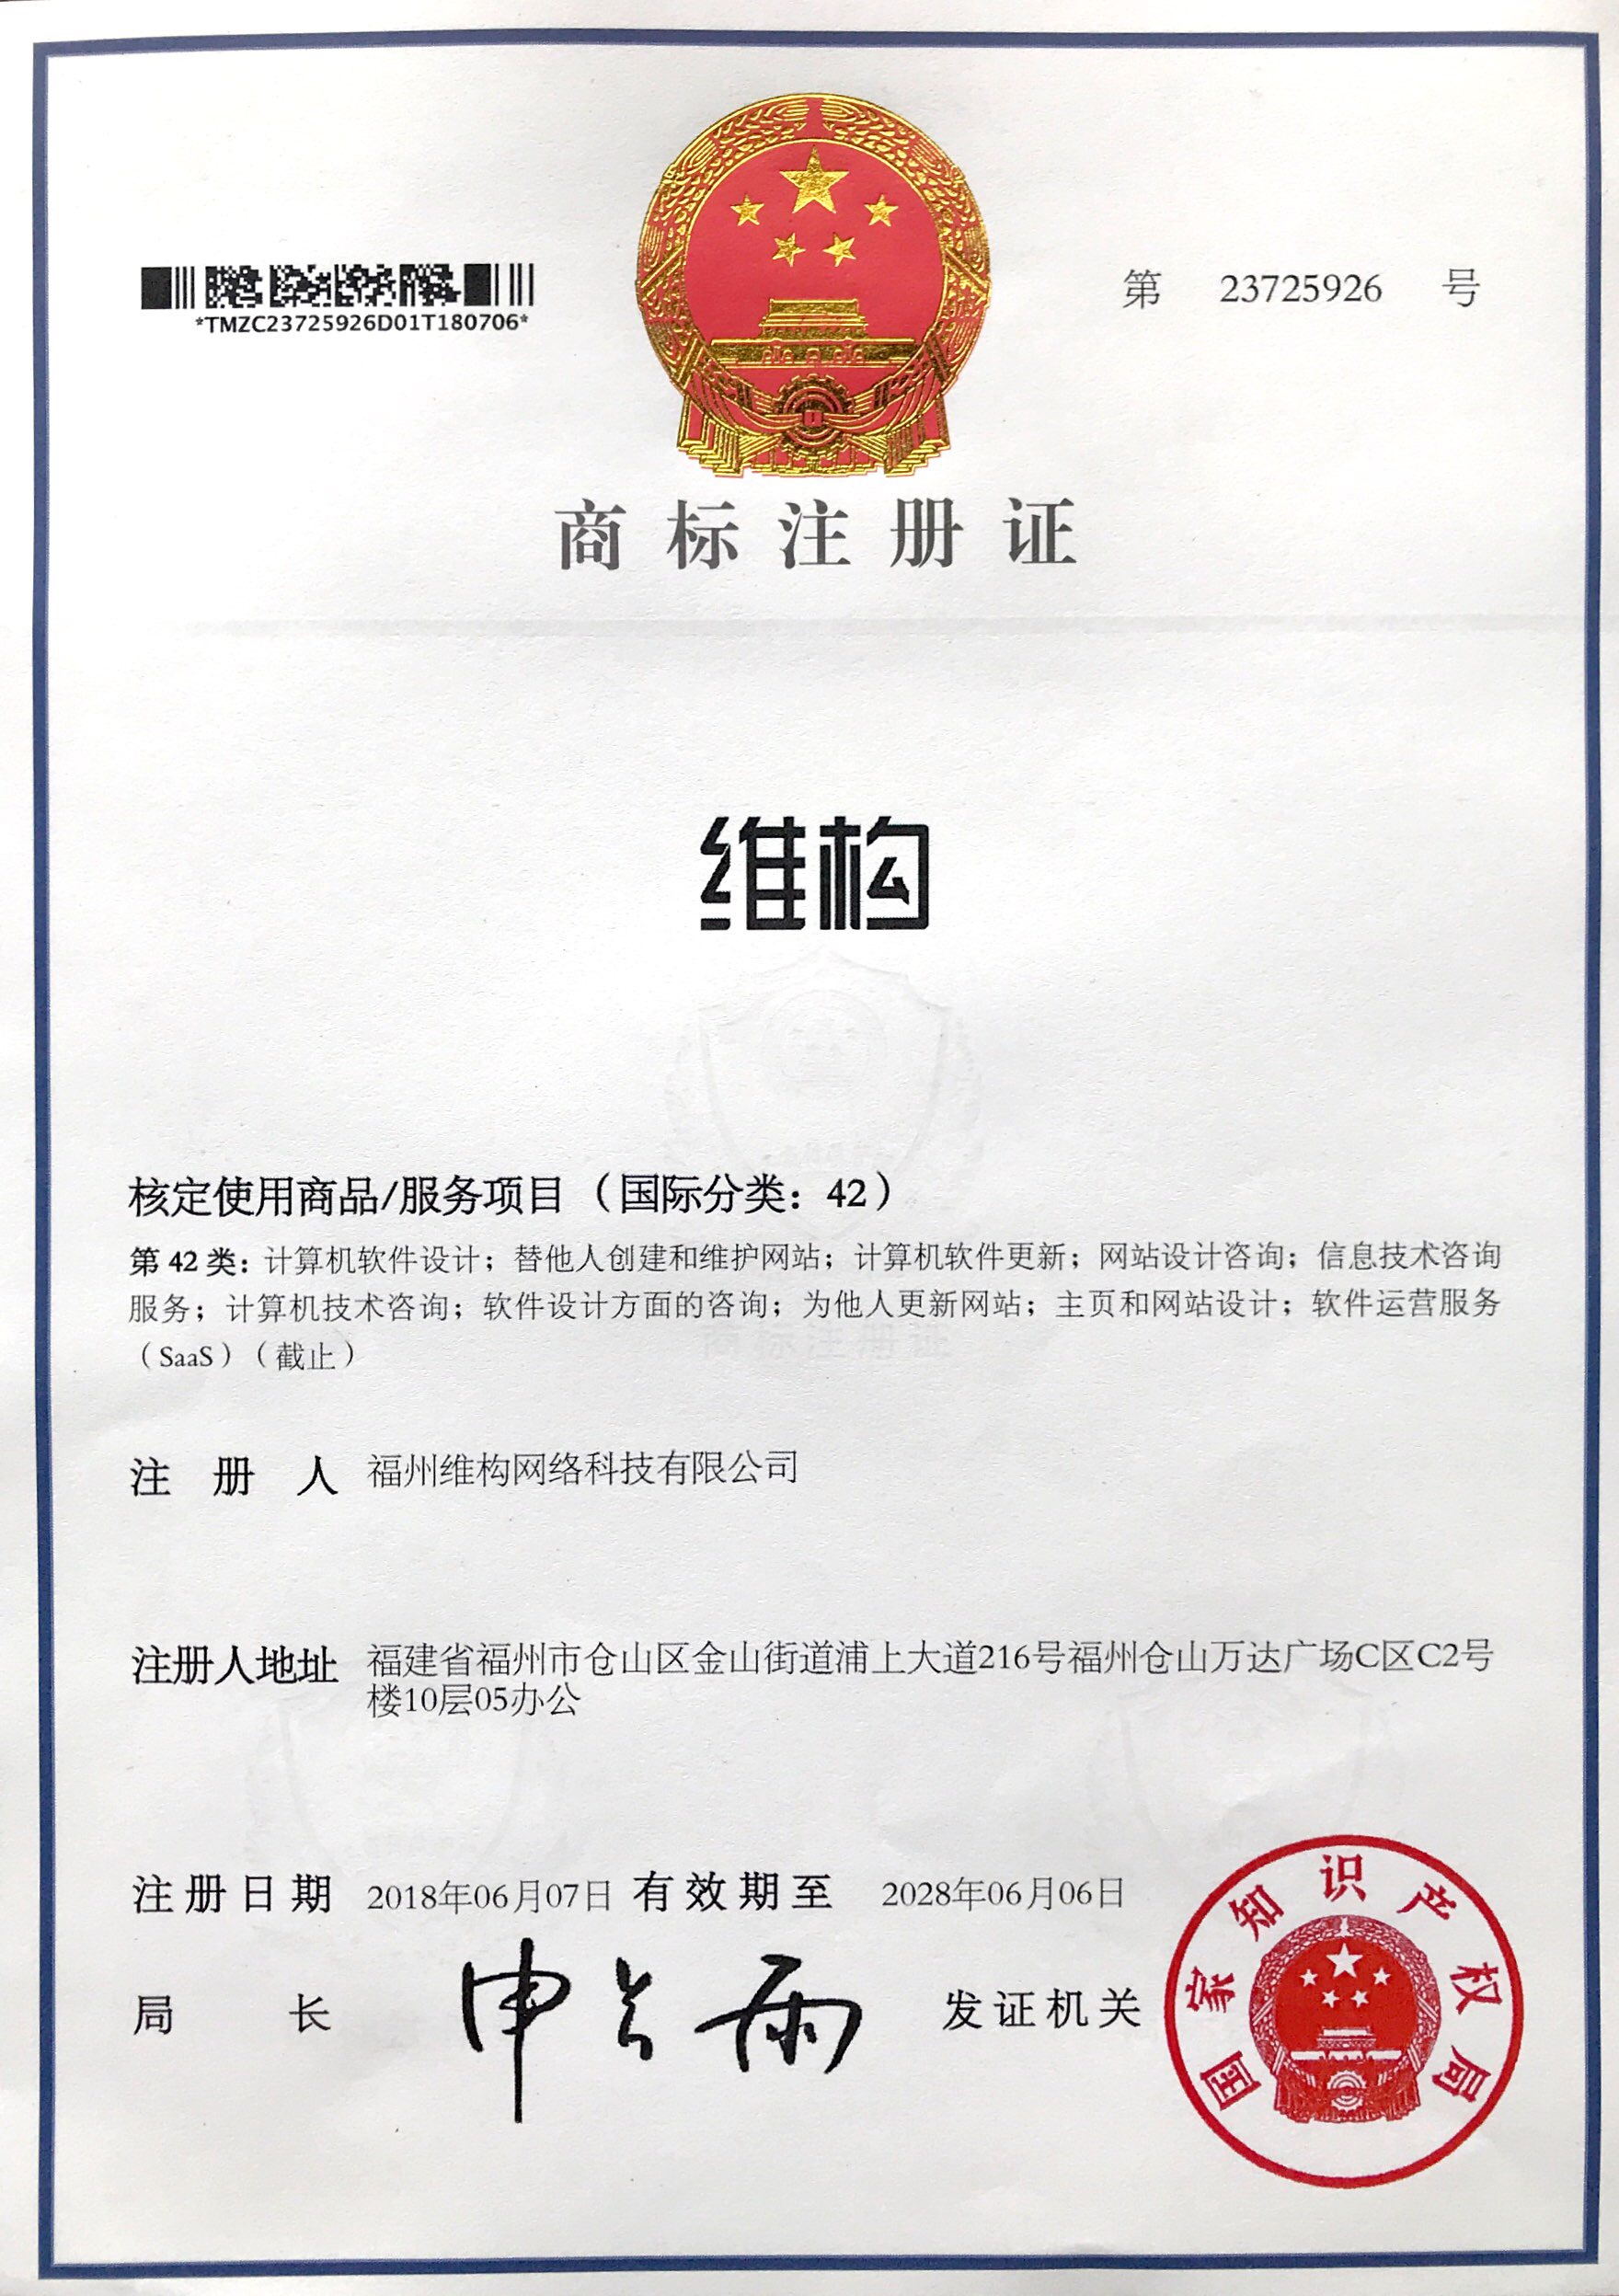 *TMZC23725926D01T180706*
第 23725926 号
商标注册证
维构
核定使用商品/服务项目（国际分类：42）
第 42 类：计算机软件设计；替他人创建和维护网站；计算机软件更新；网站设计咨询；信息技术咨询
服务；计算机技术咨询；软件设计方面的咨询；为他人更新网站；主页和网站设计；软件运营服务
（SaaS）（截止）
商标注册证
注册人 福州维构网络科技有限公司
注册人地址 福建省福州市仓山区金山街道浦上大道216号福州仓山万达广场C区C2号
楼10层05办公
注册日期 2018年06月07日 有效期至 2028年06月06日
局长 申长雨 发证机关
国家知识产权局